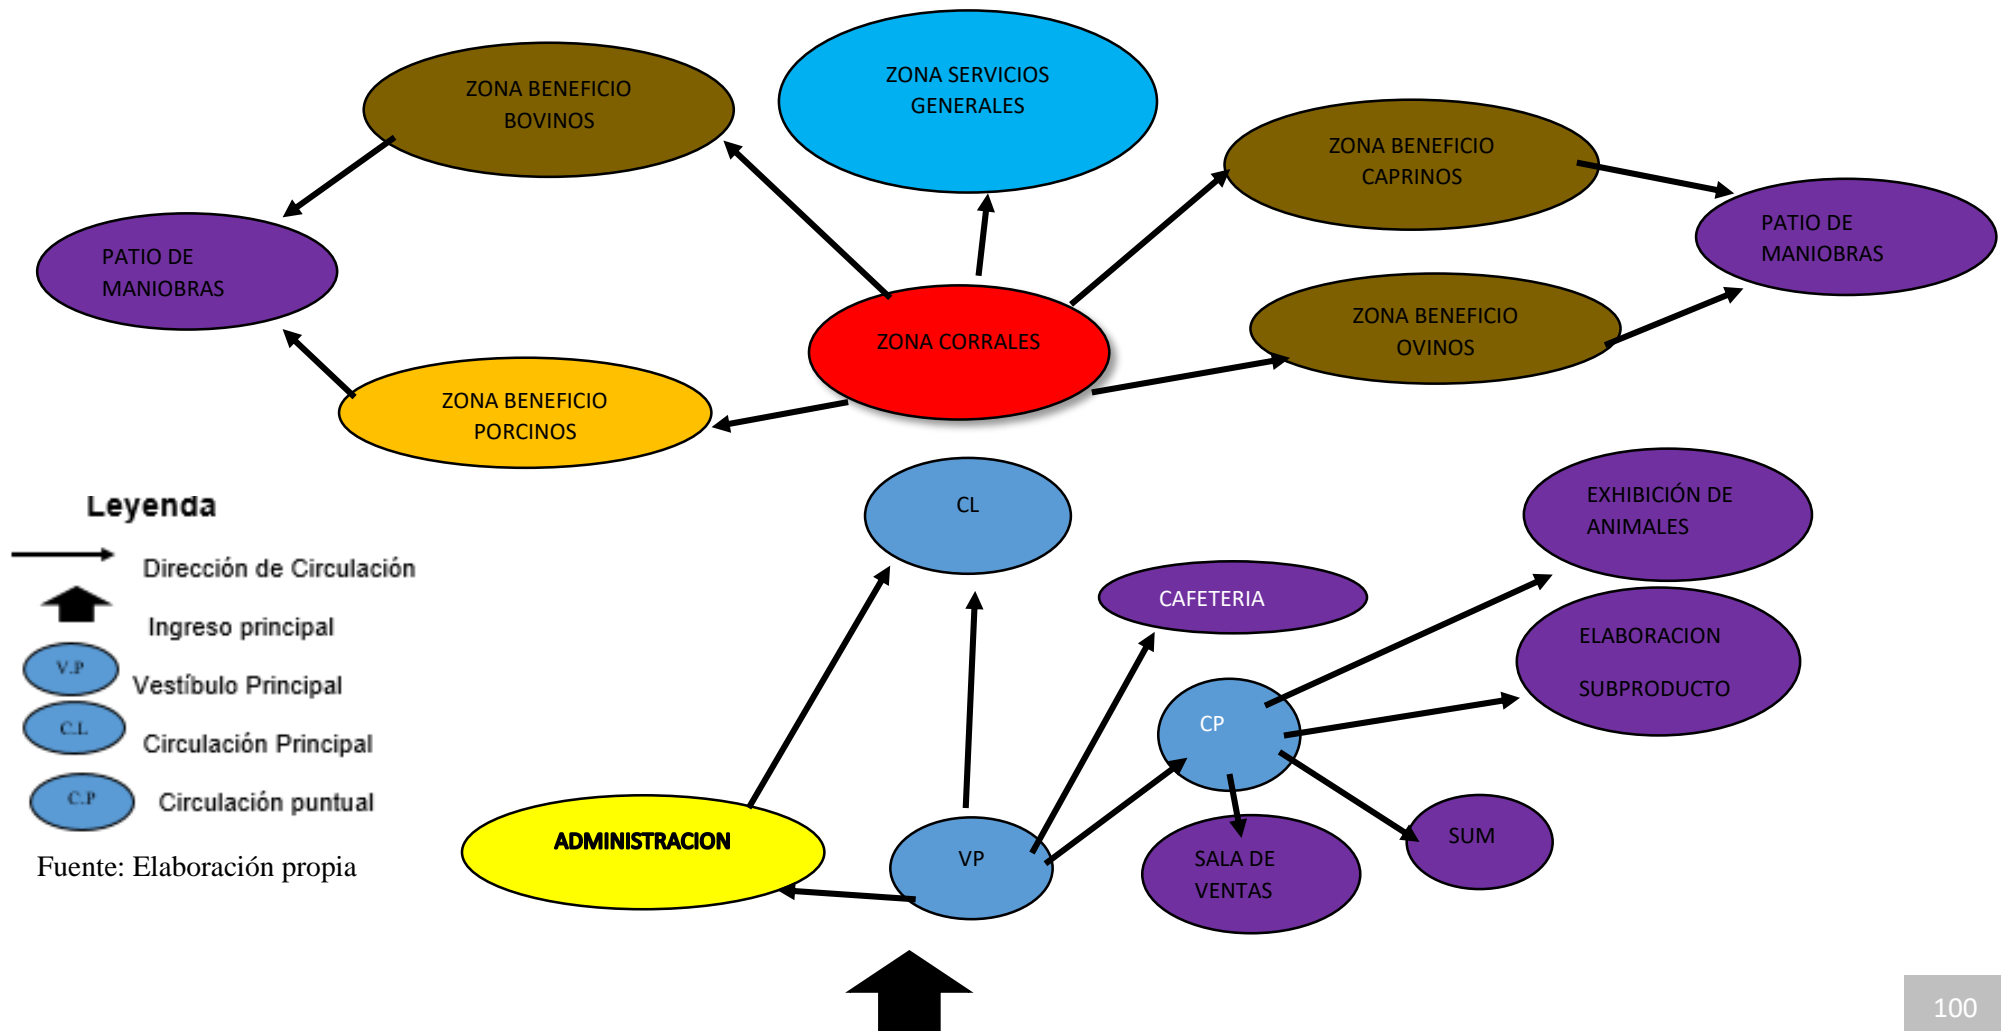 ZONA BENEFICIO
BOVINOS
ZONA SERVICIOS
GENERALES
ZONA BENEFICIO
CAPRINOS
PATIO DE
MANIOBRAS
PATIO DE
MANIOBRAS
ZONA CORRALES
ZONA BENEFICIO
OVINOS
ZONA BENEFICIO
PORCINOS
CL
EXHIBICIÓN DE
ANIMALES
CAFETERIA
ELABORACION
SUBPRODUCTO
CP
ADMINISTRACION
VP
SALA DE
VENTAS
SUM
Leyenda
Dirección de Circulación
Ingreso principal
V.P Vestíbulo Principal
C.L Circulación Principal
C.P Circulación puntual
Fuente: Elaboración propia
100